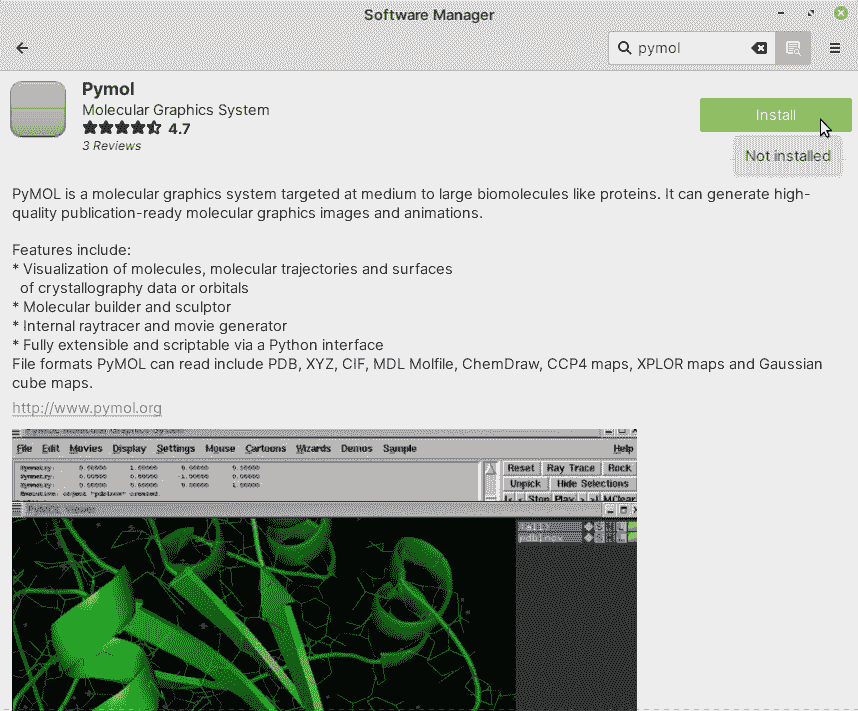 Software Manager
pymol
Pymol
Molecular Graphics System
4.7
3 Reviews
Install
Not installed
PyMOL is a molecular graphics system targeted at medium to large biomolecules like proteins. It can generate high-
quality publication-ready molecular graphics images and animations.
Features include:
* Visualization of molecules, molecular trajectories and surfaces
of crystallography data or orbitals
* Molecular builder and sculptor
* Internal raytracer and movie generator
* Fully extensible and scriptable via a Python interface
File formats PyMOL can read include PDB, XYZ, CIF, MDL Molfile, ChemDraw, CCP4 maps, XPLOR maps and Gaussian
cube maps.
http://www.pymol.org
File Edit Movies Display Settings Mouse Cartoons Wizards Demos Sample Help
Reset Ray Trace Rock
Unpick Hide Selections
Stop Play MClear
PyMOL Viewer